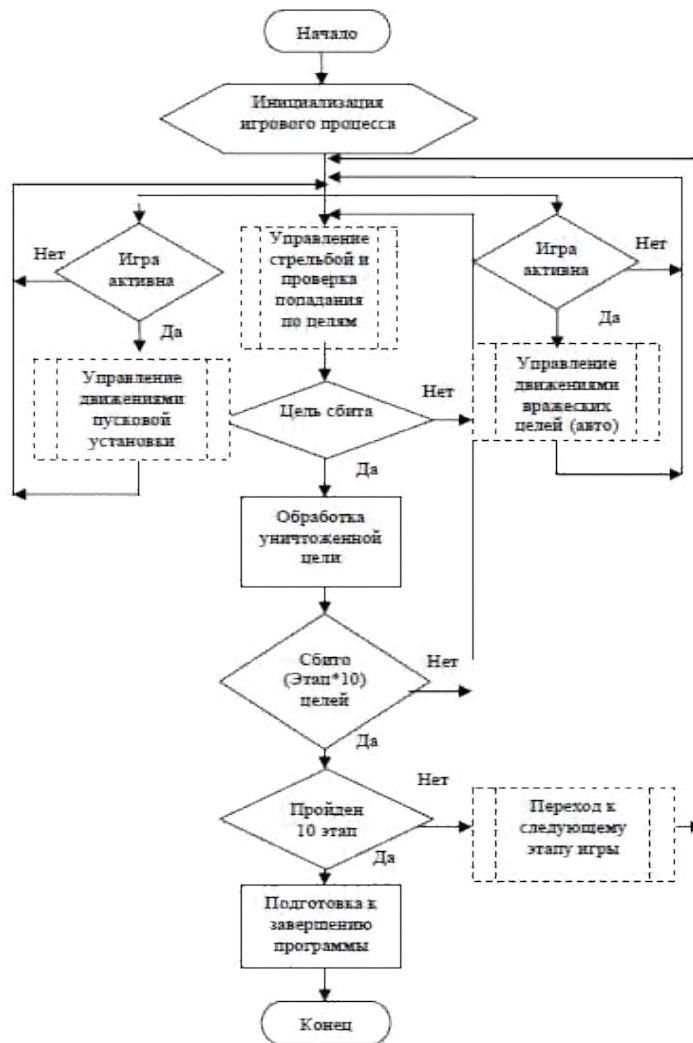 Начало
Инициализация
игрового процесса
Нет
Игра
активна
Да
Управление
стрельбой и
проверка
попадания
по целям
Игра
активна
Нет
Да
Управление
движениями
пусковой
установки
Цель сбита
Нет
Да
Управление
движениями
вражеских
целей (авто)
Обработка
уничтоженной
цели
Сбито
(Этап*10)
целей
Нет
Да
Пройден
10 этап
Нет
Да
Переход к
следующему
этапу игры
Подготовка к
завершению
программы
Конец